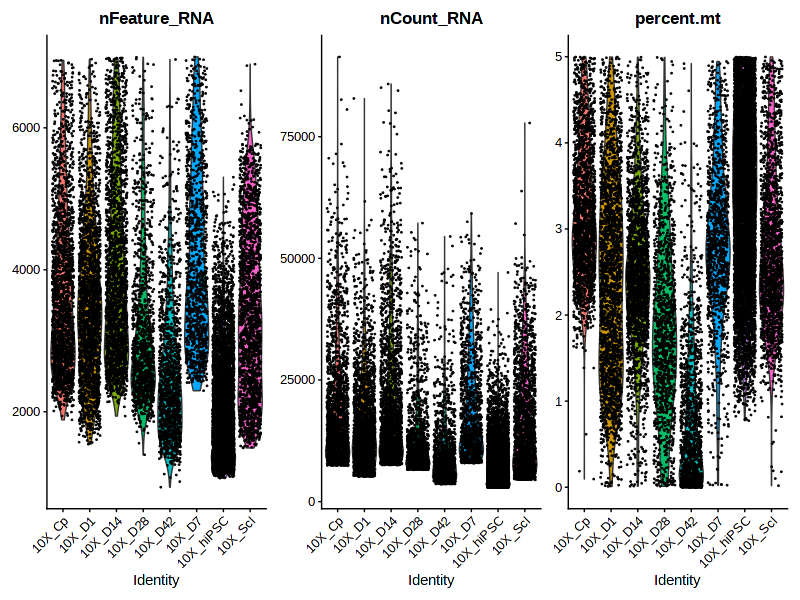 nFeature_RNA
6000
4000
2000
10X_Cp
10X_D1
10X_D14
10X_D28
10X_D42
10X_D7
10X_hiPSC
10X_Scl
Identity
nCount_RNA
75000
50000
25000
0
10X_Cp
10X_D1
10X_D14
10X_D28
10X_D42
10X_D7
10X_hiPSC
10X_Scl
Identity
percent.mt
5
4
3
2
1
0
10X_Cp
10X_D1
10X_D14
10X_D28
10X_D42
10X_D7
10X_hiPSC
10X_Scl
Identity